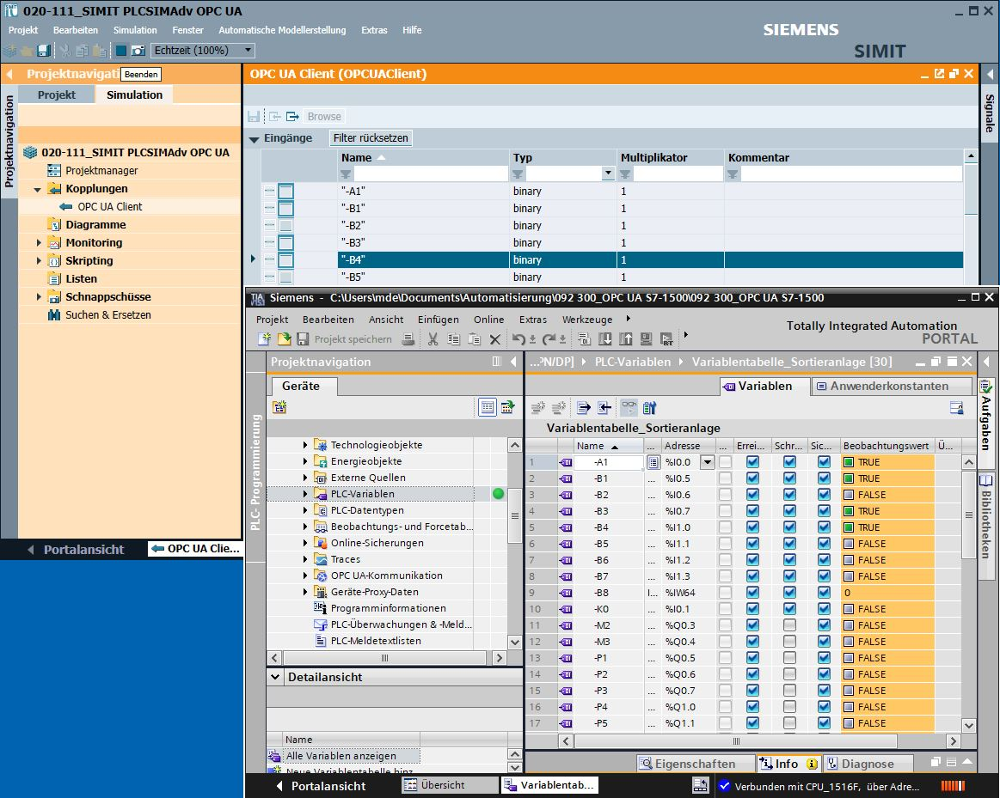 020-111_SIMIT PLCSIMAdv OPC UA
Projekt Bearbeiten Simulation Fenster Automatische Modellerstellung Extras Hilfe
SIEMENS
SIMIT
Echtzeit (100%)
Projektnavigati Beenden
Projekt Simulation
Projektnavigation
020-111_SIMIT PLCSIMAdv OPC UA
Projektmanager
Kopplungen
OPC UA Client
Diagramme
Monitoring
Skripting
Listen
Schnappschüsse
Suchen & Ersetzen
Portalansicht OPC UA Clie...
OPC UA Client (OPCUAClient)
Browse
Signale
Eingänge Filter rücksetzen
Name Typ Multiplikator Kommentar
"-A1" binary 1
"-B1" binary 1
"-B2" binary 1
"-B3" binary 1
"-B4" binary 1
"-B5" binary 1
Siemens - C:\Users\mde\Documents\Automatisierung\092 300_OPC UA S7-1500\092 300_OPC UA S7-1500
Projekt Bearbeiten Ansicht Einfügen Online Extras Werkzeuge
Totally Integrated Automation
PORTAL
Projekt speichern
Projektnavigation
Geräte
PLC- Programmierung
Technologieobjekte
Energieobjekte
Externe Quellen
PLC-Variablen
PLC-Datentypen
Beobachtungs- und Forcetab...
Online-Sicherungen
Traces
OPC UA-Kommunikation
Geräte-Proxy-Daten
Programminformationen
PLC-Überwachungen & -Meld...
PLC-Meldetextlisten
Detailansicht
Name
Alle Variablen anzeigen
Neue Variablentabelle hinz
...PN/DP] PLC-Variablen Variablentabelle_Sortieranlage [30]
Variablen Anwenderkonstanten
Aufgaben
Bibliotheken
Variablentabelle_Sortieranlage
Name ... Adresse ... Errei... Schr... Sic... Beobachtungswert Ü...
1 -A1 %I0.0 TRUE
2 -B1 ... %I0.5 TRUE
3 -B2 ... %I0.6 FALSE
4 -B3 ... %I0.7 TRUE
5 -B4 ... %I1.0 TRUE
6 -B5 ... %I1.1 FALSE
7 -B6 ... %I1.2 FALSE
8 -B7 ... %I1.3 FALSE
9 -B8 I... %IW64 0
10 -K0 ... %I0.1 FALSE
11 -M2 ... %Q0.3 FALSE
12 -M3 ... %Q0.4 FALSE
13 -P1 ... %Q0.5 FALSE
14 -P2 ... %Q0.6 FALSE
15 -P3 ... %Q0.7 FALSE
16 -P4 ... %Q1.0 FALSE
17 -P5 ... %Q1.1 FALSE
Eigenschaften Info Diagnose
Portalansicht Übersicht Variablentab... Verbunden mit CPU_1516F, über Adre...